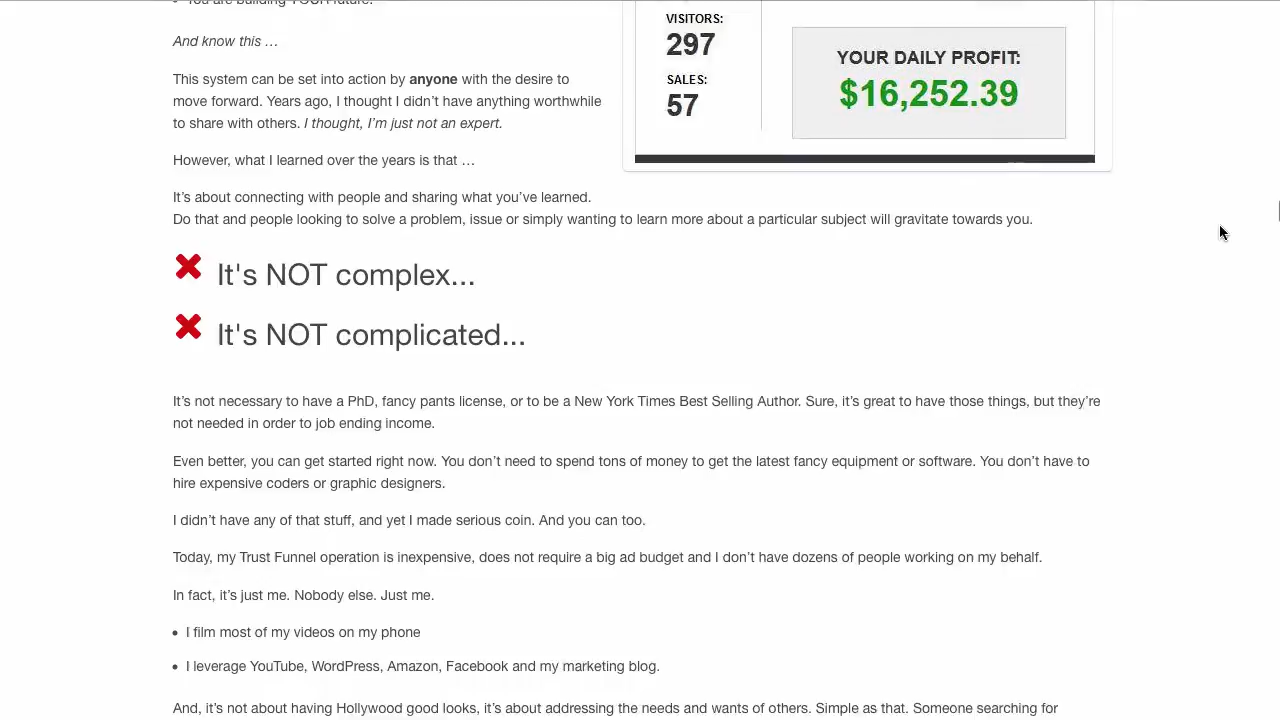 You are building YOUR future.
And know this …
This system can be set into action by anyone with the desire to
move forward. Years ago, I thought I didn’t have anything worthwhile
to share with others. I thought, I’m just not an expert.
However, what I learned over the years is that …
It’s about connecting with people and sharing what you’ve learned.
Do that and people looking to solve a problem, issue or simply wanting to learn more about a particular subject will gravitate towards you.
VISITORS:
297
SALES:
57
YOUR DAILY PROFIT:
$16,252.39
It's NOT complex...
It's NOT complicated...
It’s not necessary to have a PhD, fancy pants license, or to be a New York Times Best Selling Author. Sure, it’s great to have those things, but they’re
not needed in order to job ending income.
Even better, you can get started right now. You don’t need to spend tons of money to get the latest fancy equipment or software. You don’t have to
hire expensive coders or graphic designers.
I didn’t have any of that stuff, and yet I made serious coin. And you can too.
Today, my Trust Funnel operation is inexpensive, does not require a big ad budget and I don’t have dozens of people working on my behalf.
In fact, it’s just me. Nobody else. Just me.
• I film most of my videos on my phone
• I leverage YouTube, WordPress, Amazon, Facebook and my marketing blog.
And, it’s not about having Hollywood good looks, it’s about addressing the needs and wants of others. Simple as that. Someone searching for